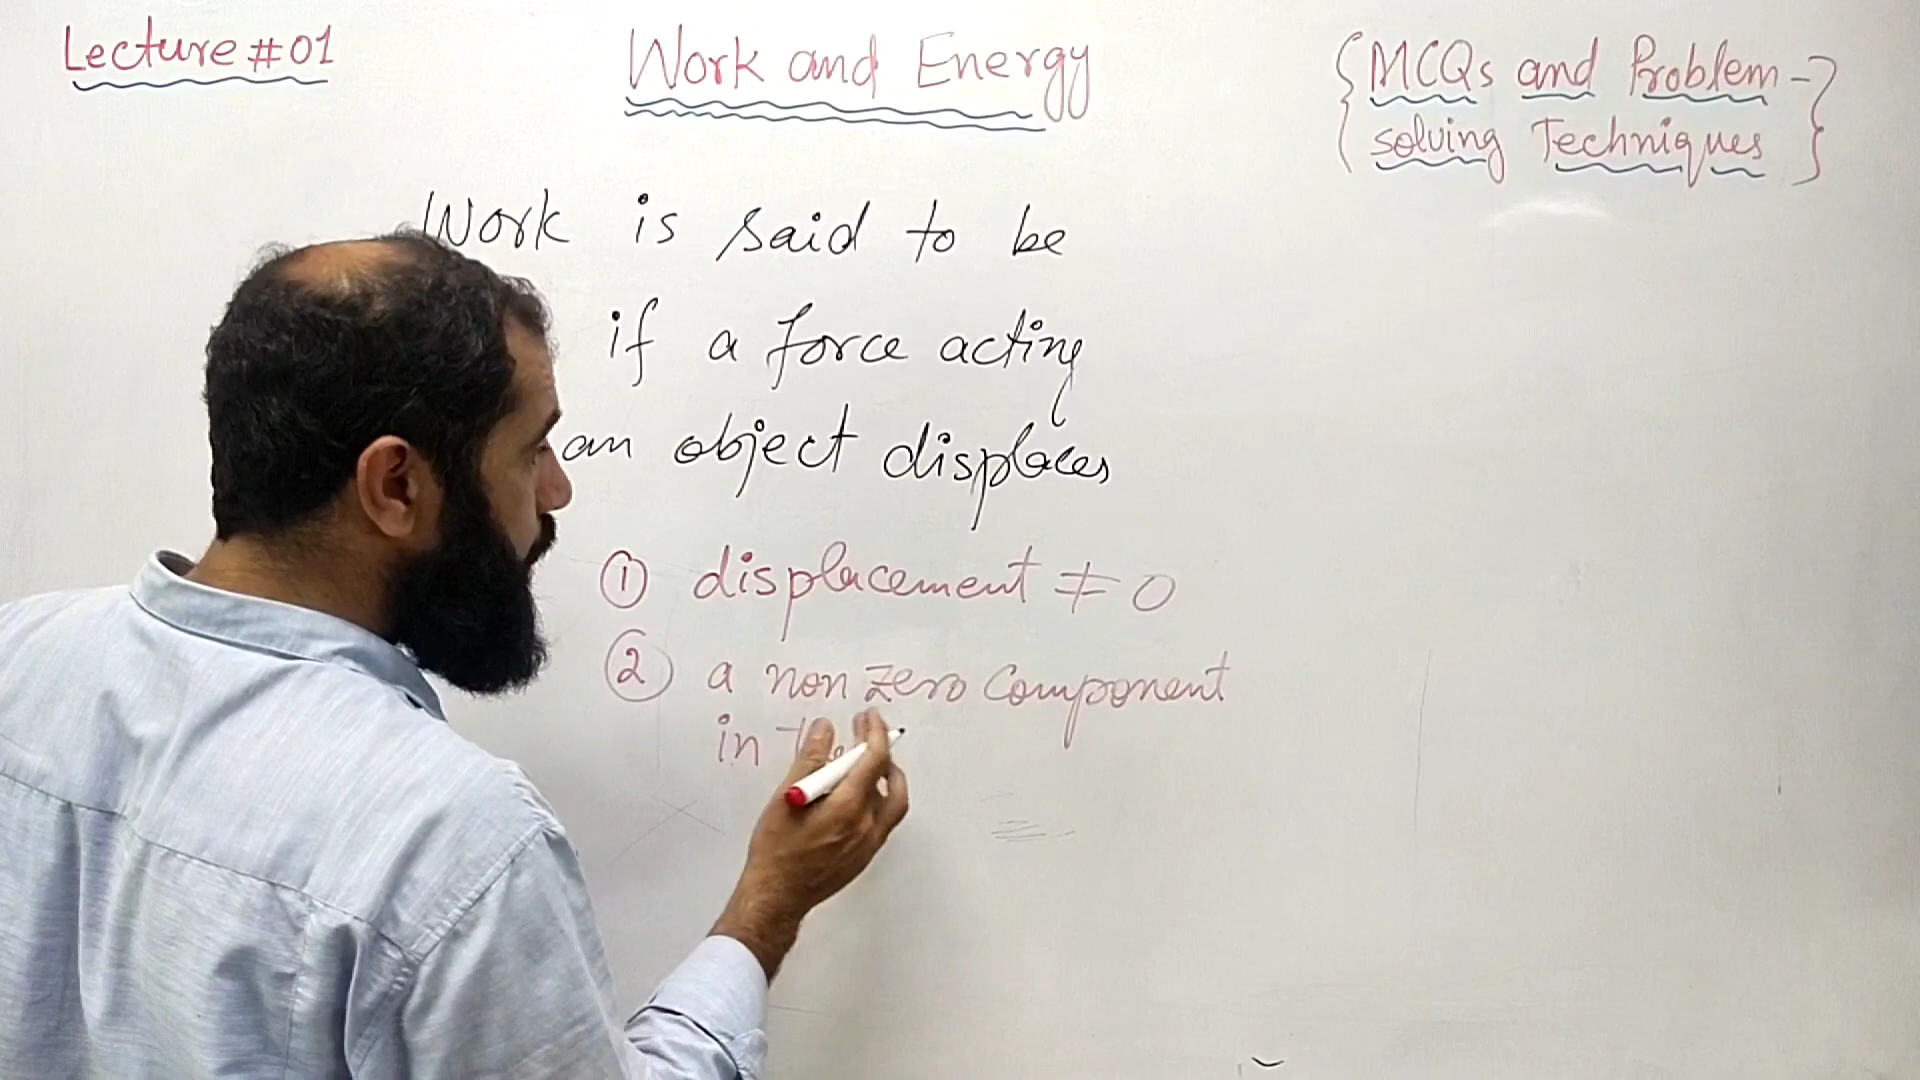 Lecture #01
Work and Energy
{MCQs and Problem-
solving Techniques}
Work is said to be
if a force acting
an object displaces
① displacement ≠ 0
② a non zero component
in the